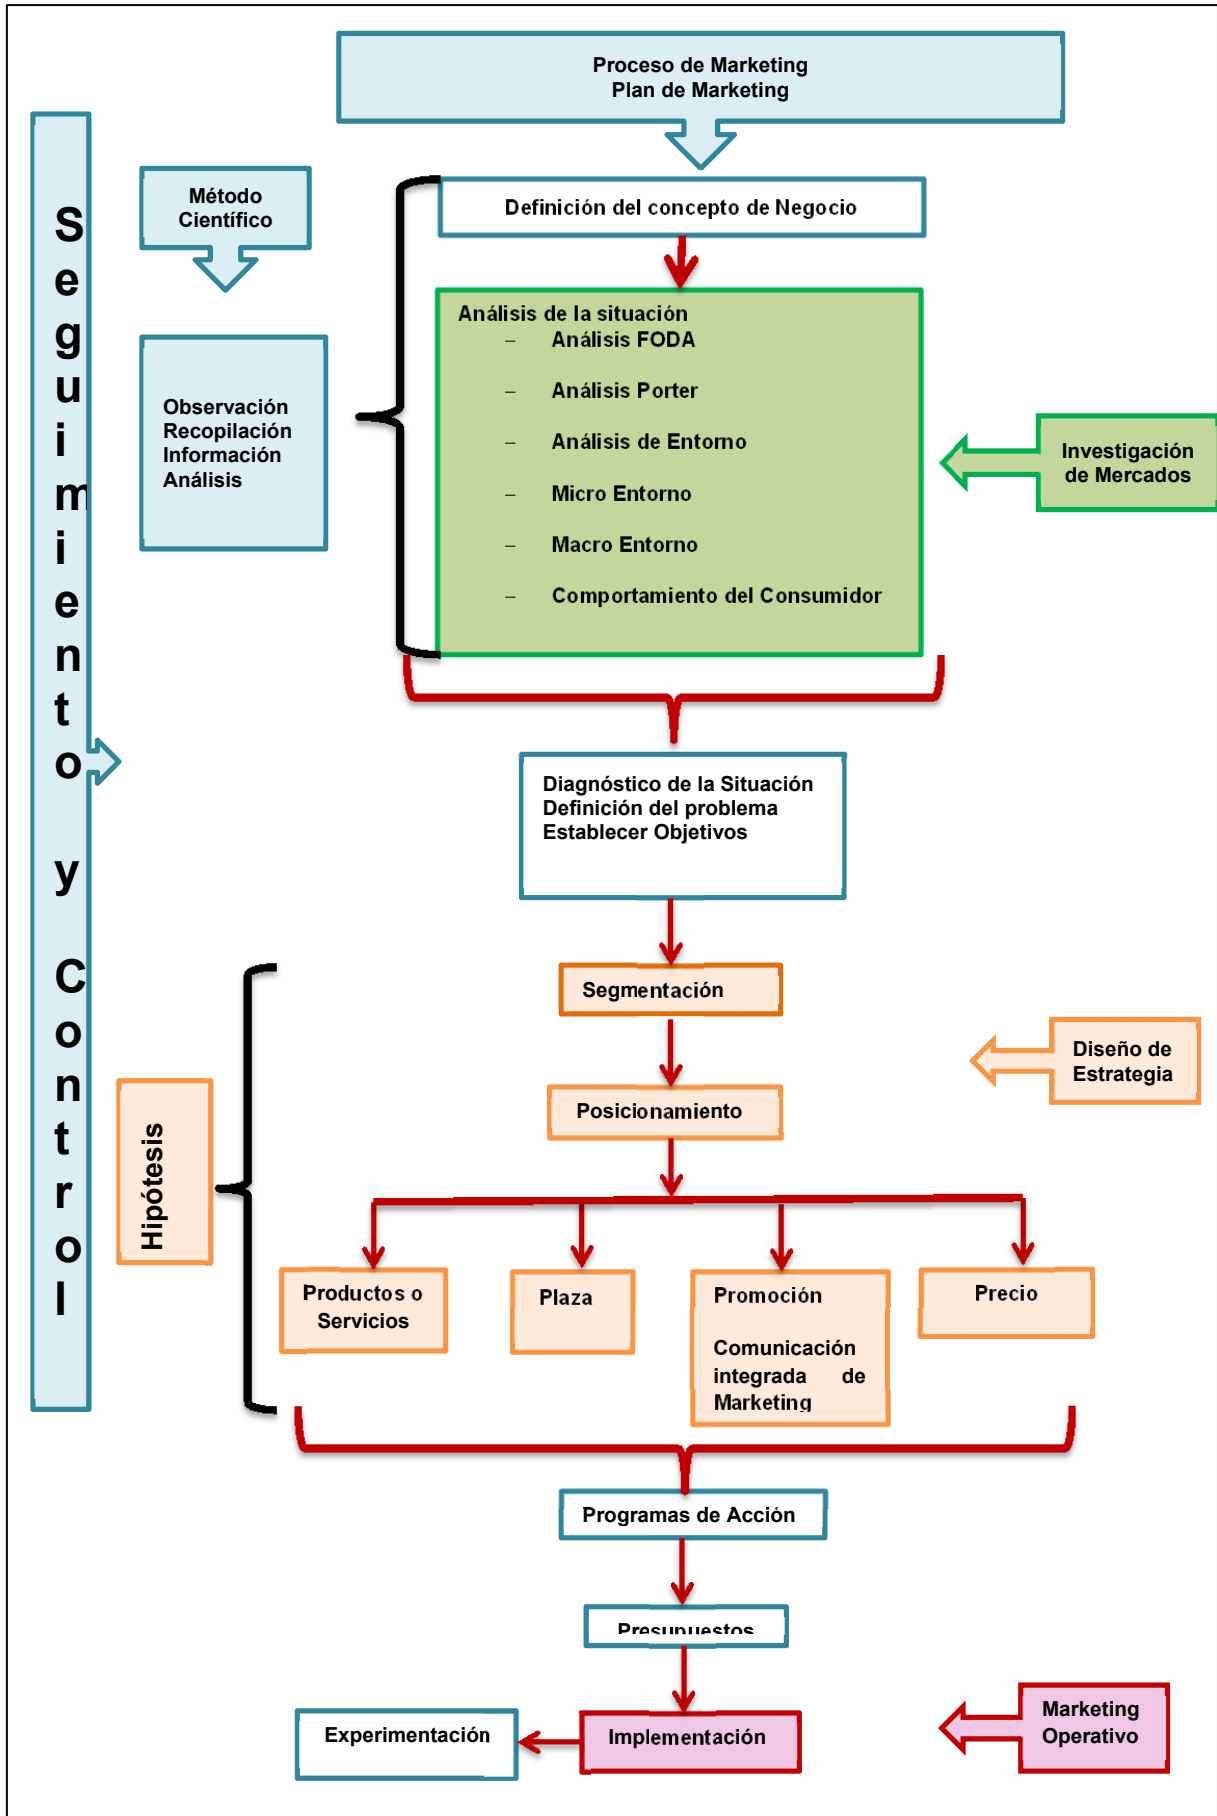 Proceso de Marketing
Plan de Marketing
Seguimiento y Control
Método
Científico
Definición del concepto de Negocio
Observación
Recopilación
Información
Análisis
Análisis de la situación
– Análisis FODA
– Análisis Porter
– Análisis de Entorno
– Micro Entorno
– Macro Entorno
– Comportamiento del Consumidor
Investigación
de Mercados
Diagnóstico de la Situación
Definición del problema
Establecer Objetivos
Segmentación
Diseño de
Estrategia
Posicionamiento
Hipótesis
Productos o
Servicios
Plaza
Promoción
Comunicación
integrada de
Marketing
Precio
Programas de Acción
Presupuestos
Experimentación
Implementación
Marketing
Operativo